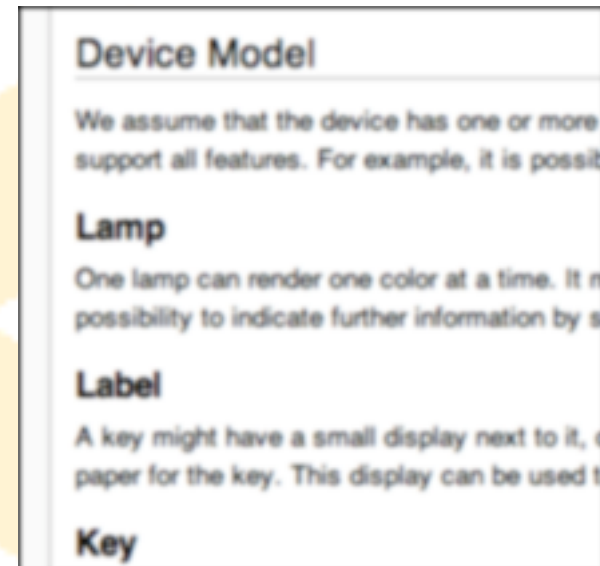 Device Model
We assume that the device has one or more
support all features. For example, it is possib
Lamp
One lamp can render one color at a time. It
possibility to indicate further information by s
Label
A key might have a small display next to it,
paper for the key. This display can be used t
Key